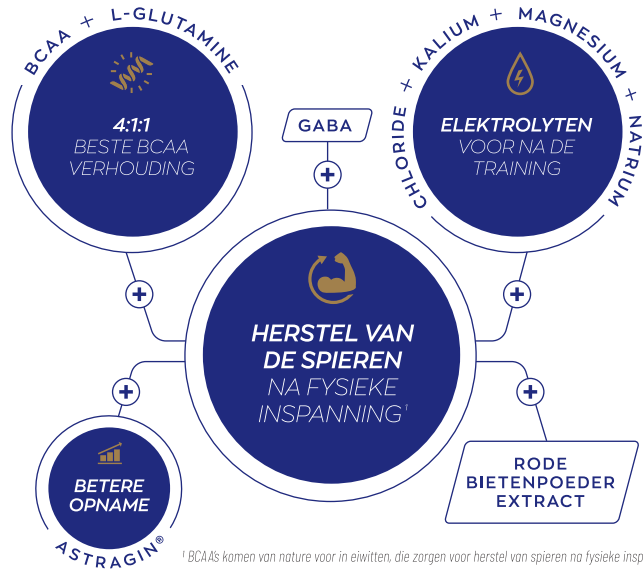 BCAA + L-GLUTAMINE
4:1:1
BESTE BCAA
VERHOUDING
GABA
CHLORIDE + KALIUM + MAGNESIUM + NATRIUM
ELEKTROLYTEN
VOOR NA DE
TRAINING
HERSTEL VAN
DE SPIEREN
NA FYSIEKE
INSPANNING¹
BETERE
OPNAME
ASTRAGIN®
RODE
BIETENPOEDER
EXTRACT
¹ BCAA's komen van nature voor in eiwitten, die zorgen voor herstel van spieren na fysieke insp